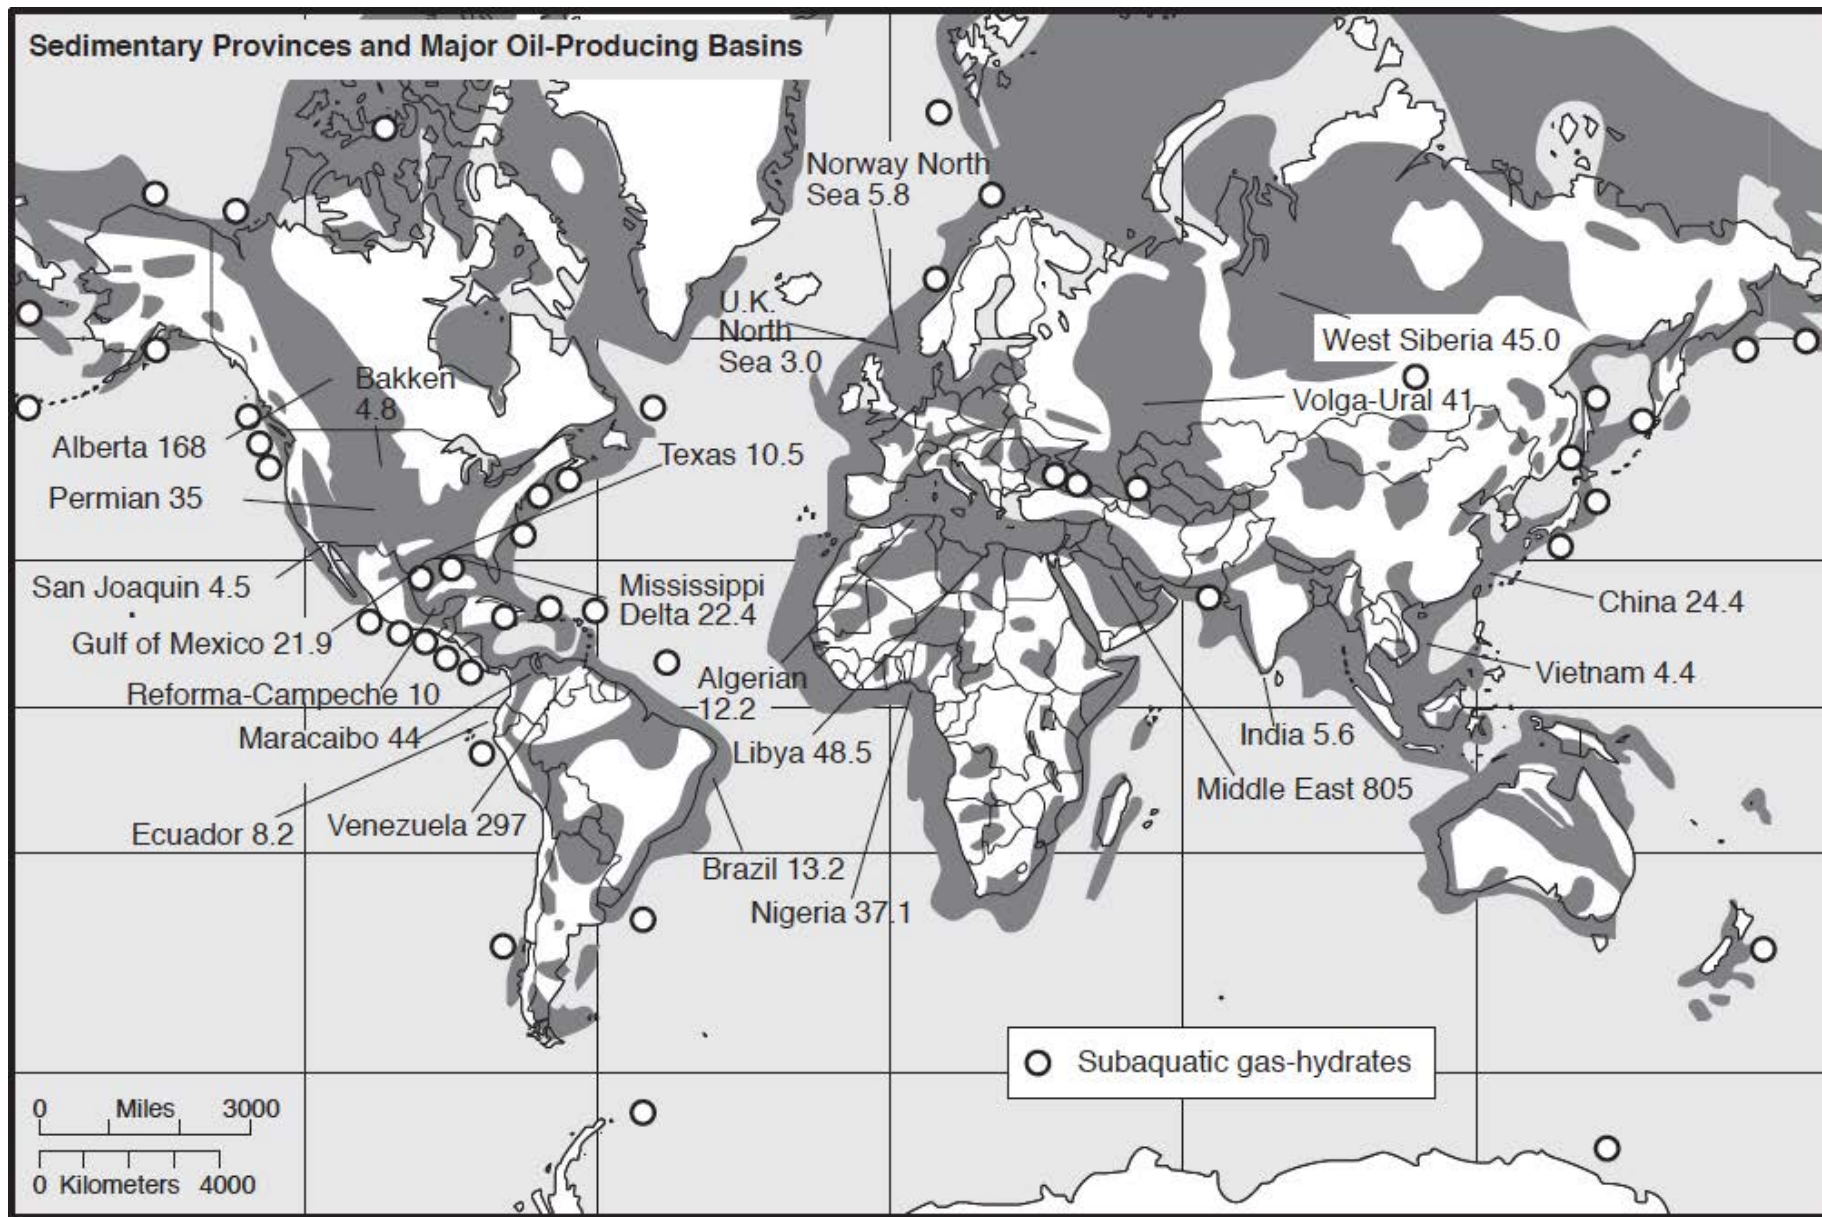 Sedimentary Provinces and Major Oil-Producing Basins
Norway North
Sea 5.8
U.K.
North
Sea 3.0
West Siberia 45.0
Volga-Ural 41
Bakken
4.8
Alberta 168
Texas 10.5
Permian 35
San Joaquin 4.5
Mississippi
Delta 22.4
China 24.4
Gulf of Mexico 21.9
Vietnam 4.4
Reforma-Campeche 10
Algerian
12.2
Maracaibo 44
Libya 48.5
India 5.6
Middle East 805
Ecuador 8.2
Venezuela 297
Brazil 13.2
Nigeria 37.1
Subaquatic gas-hydrates
0 Miles 3000
0 Kilometers 4000